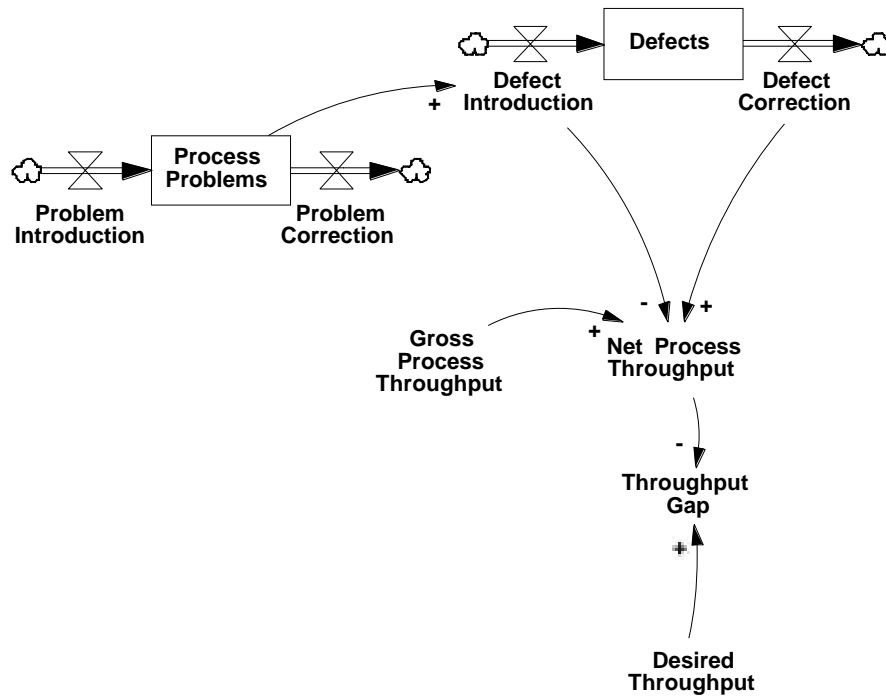 Defects
Defect
Introduction
Defect
Correction
+
Process
Problems
Problem
Introduction
Problem
Correction
-
+
+
Gross
Process
Throughput
Net Process
Throughput
-
Throughput
Gap
+
Desired
Throughput